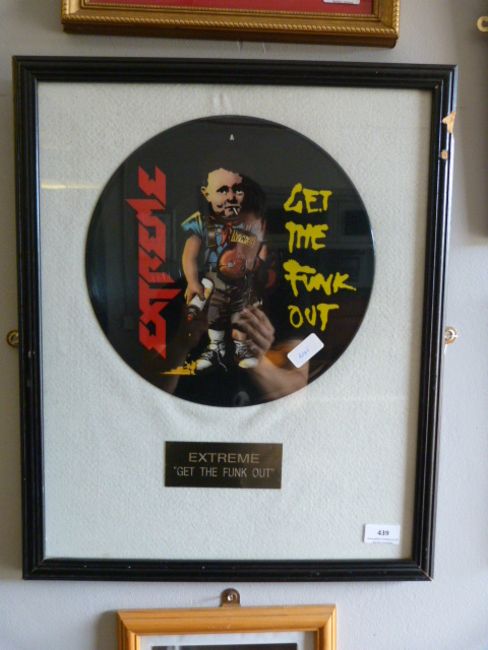 A
EXTREME
GET
THE
FUNK
OUT
EXTREME
"GET THE FUNK OUT"
439